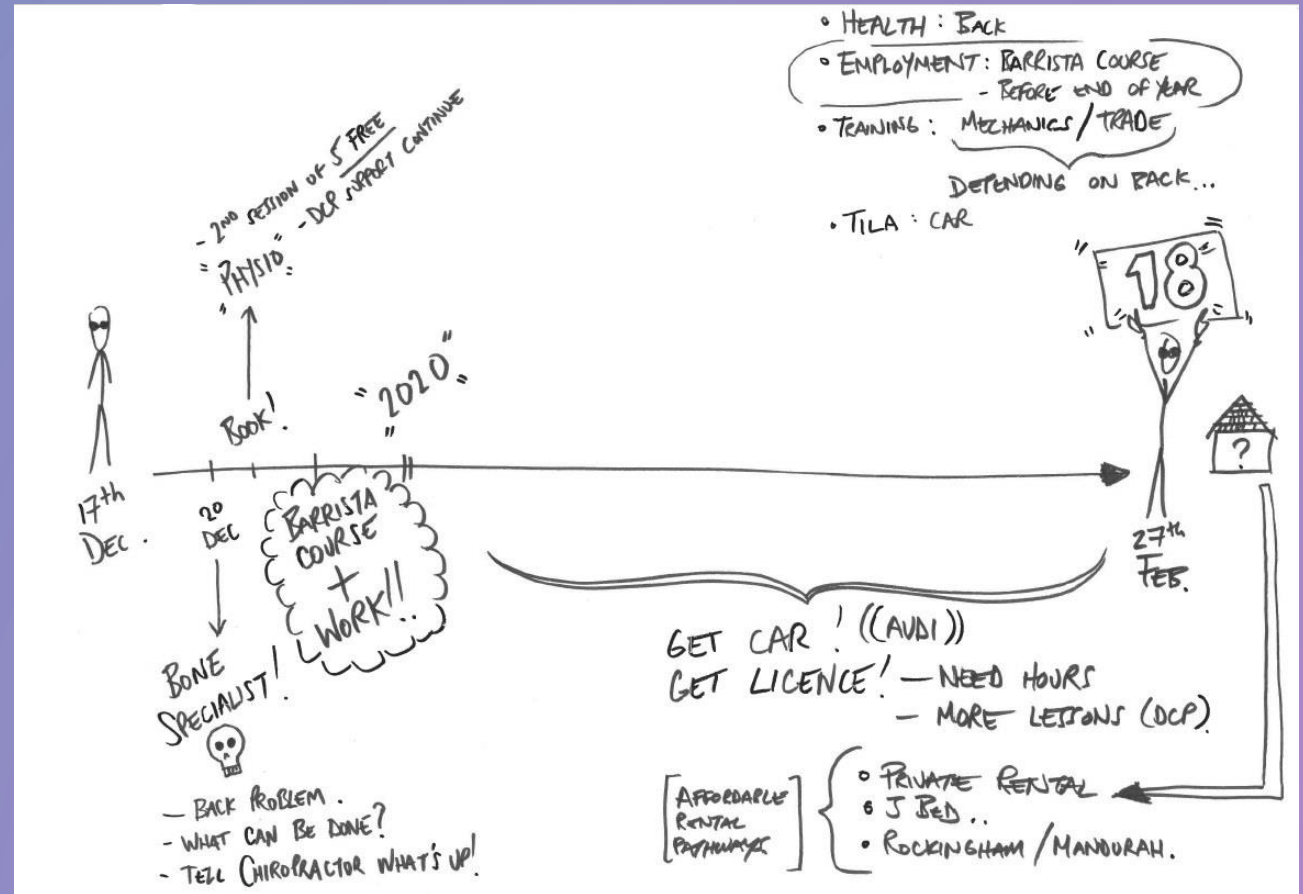 • HEALTH : BACK
• EMPLOYMENT : BARRISTA COURSE
- BEFORE END OF YEAR
• TRAINING : MECHANICS / TRADE
DEPENDING ON BACK...
• TILA : CAR
- 2ND SESSION OF 5 FREE
"PHYSIO" - DCP SUPPORT CONTINUE
BOOK!
"2020"
18
?
17th
DEC.
20
DEC
BARRISTA
COURSE
+
WORK!!
27th
FEB.
BONE
SPECIALIST!
- BACK PROBLEM.
- WHAT CAN BE DONE?
- TELL CHIROPRACTOR WHAT'S UP!
GET CAR! ((AUDI))
GET LICENCE! - NEED HOURS
- MORE LESSONS (DCP)
[AFFORDABLE
RENTAL
PATHWAYS]
• PRIVATE RENTAL
BED..
• ROCKINGHAM / MANDURAH.